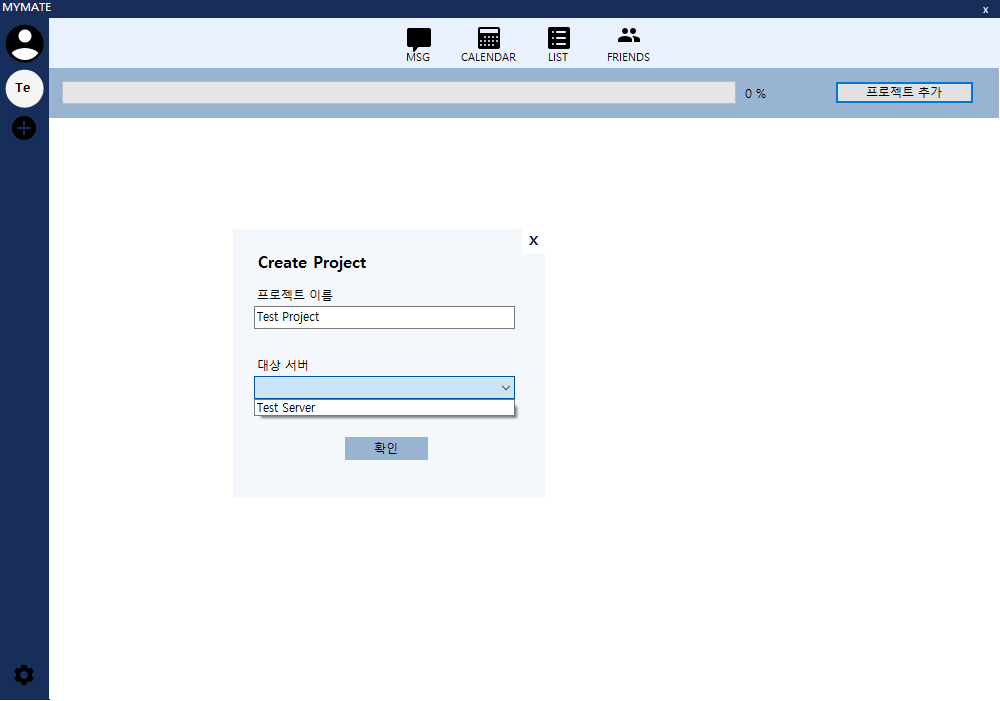 MYMATE
x
MSG
CALENDAR
LIST
FRIENDS
Te
0 %
프로젝트 추가
X
Create Project
프로젝트 이름
Test Project
대상 서버
Test Server
확인